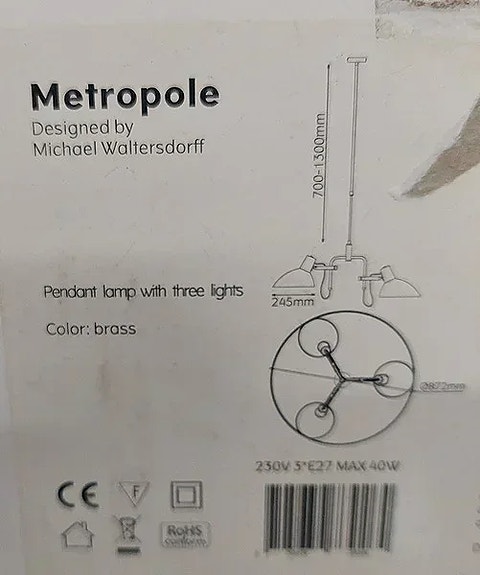 Metropole
Designed by
Michael Waltersdorff
700-1300mm
Pendant lamp with three lights
245mm
Color: brass
Ø872mm
230V 3*E27 MAX 40W
CE
F
RoHS